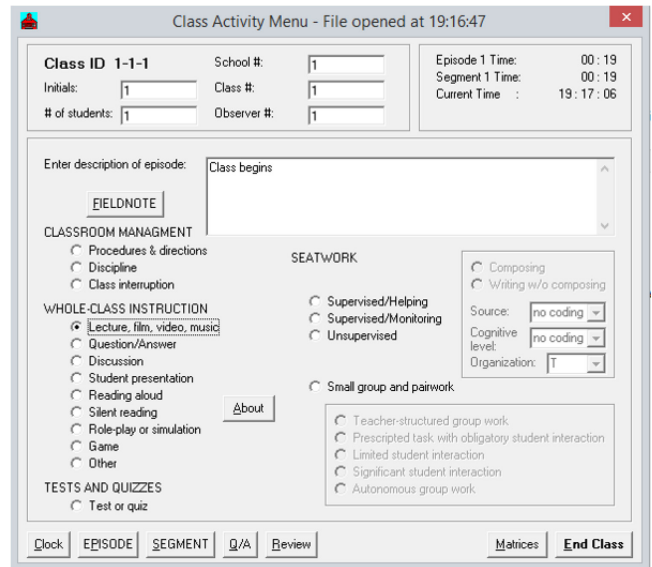 Class Activity Menu - File opened at 19:16:47
Class ID 1-1-1
School #: 1
Initials: 1
Class #: 1
# of students: 1
Observer #: 1
Episode 1 Time: 00 : 19
Segment 1 Time: 00 : 19
Current Time : 19 : 17 : 06
Enter description of episode:
Class begins
FIELDNOTE
CLASSROOM MANAGMENT
Procedures & directions
Discipline
Class interruption
WHOLE-CLASS INSTRUCTION
Lecture, film, video, music
Question/Answer
Discussion
Student presentation
Reading aloud
Silent reading
Role-play or simulation
Game
Other
TESTS AND QUIZZES
Test or quiz
About
SEATWORK
Supervised/Helping
Supervised/Monitoring
Unsupervised
Composing
Writing w/o composing
Source: no coding
Cognitive
level: no coding
Organization: T
Small group and pairwork
Teacher-structured group work
Prescripted task with obligatory student interaction
Limited student interaction
Significant student interaction
Autonomous group work
Clock EPISODE SEGMENT Q/A Review Matrices End Class